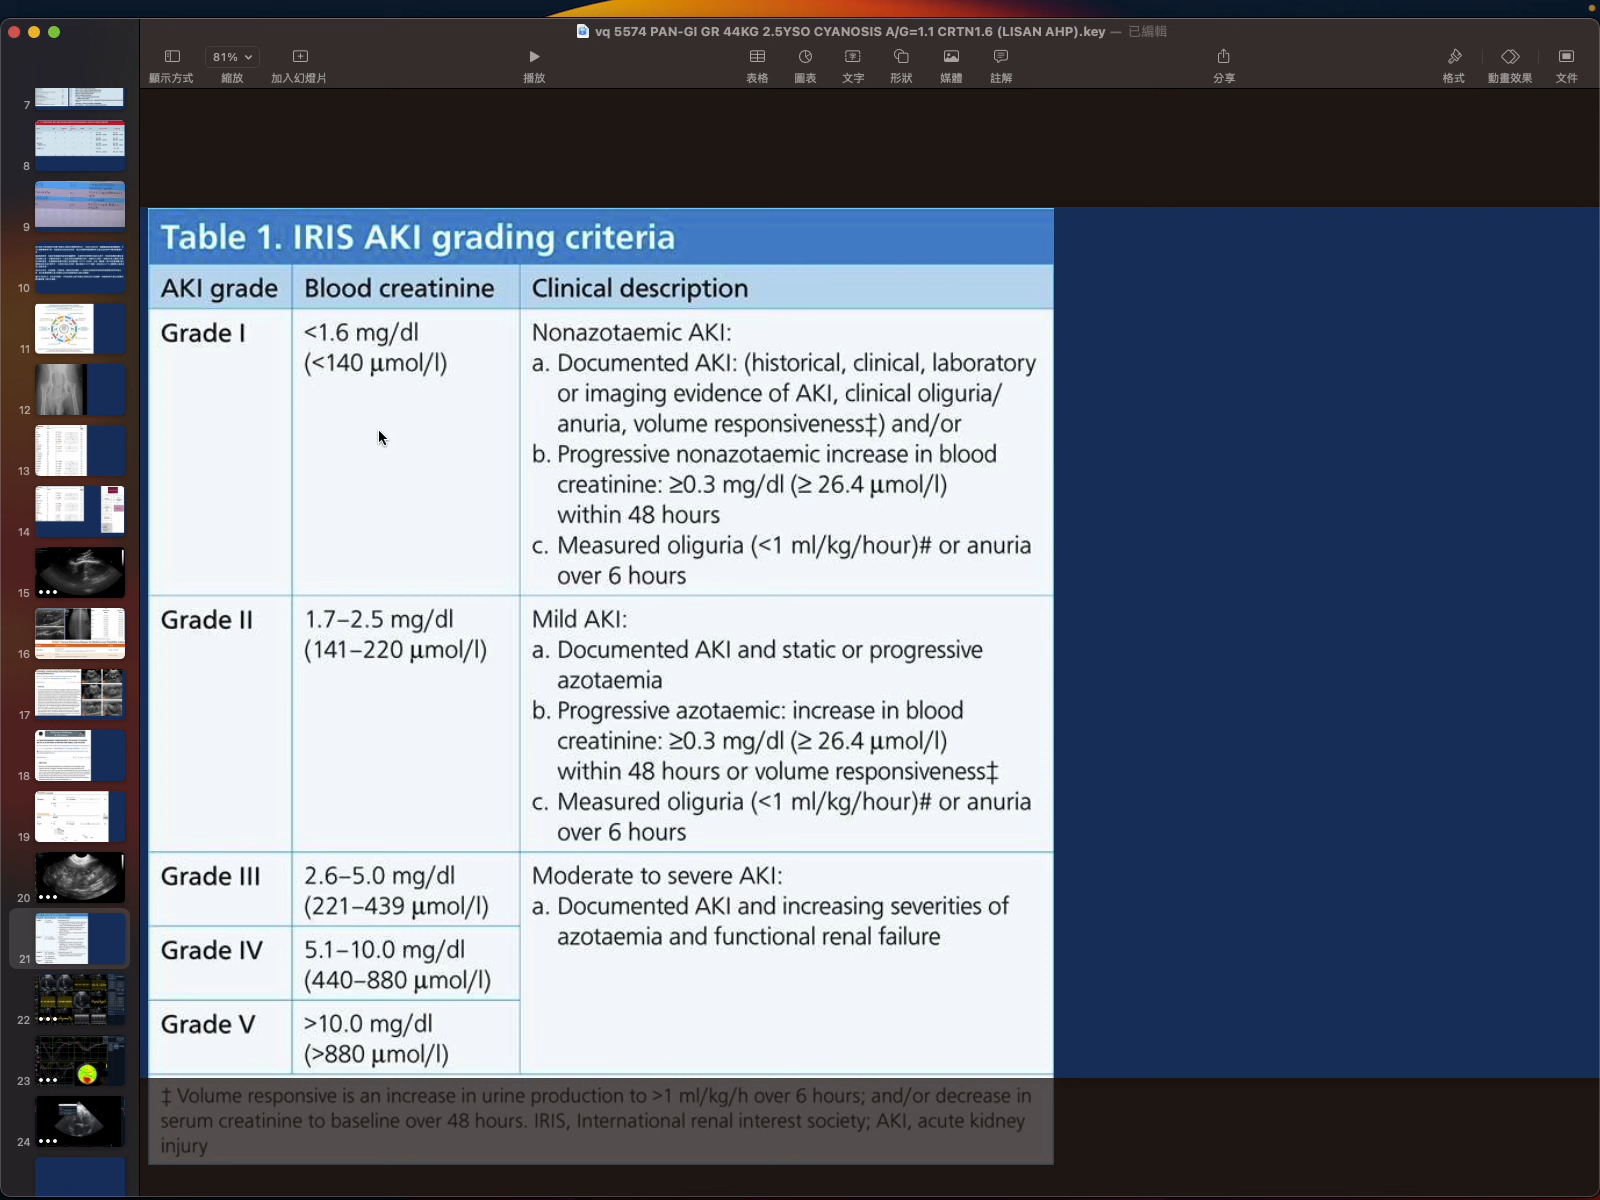 vq 5574 PAN-GI GR 44KG 2.5YSO CYANOSIS A/G=1.1 CRTN1.6 (LISAN AHP).key — 已編輯
81%
顯示方式 縮放 加入幻燈片 播放 表格 圖表 文字 形狀 媒體 註解 分享 格式 動畫效果 文件
7
8
9
10
11
12
13
14
15
16
17
18
19
20
21
22
23
24
Table 1. IRIS AKI grading criteria
AKI grade Blood creatinine Clinical description
Grade I <1.6 mg/dl Nonazotaemic AKI:
(<140 μmol/l) a. Documented AKI: (historical, clinical, laboratory
or imaging evidence of AKI, clinical oliguria/
anuria, volume responsiveness‡) and/or
b. Progressive nonazotaemic increase in blood
creatinine: ≥0.3 mg/dl (≥ 26.4 μmol/l)
within 48 hours
c. Measured oliguria (<1 ml/kg/hour)# or anuria
over 6 hours
Grade II 1.7–2.5 mg/dl Mild AKI:
(141–220 μmol/l) a. Documented AKI and static or progressive
azotaemia
b. Progressive azotaemic: increase in blood
creatinine: ≥0.3 mg/dl (≥ 26.4 μmol/l)
within 48 hours or volume responsiveness‡
c. Measured oliguria (<1 ml/kg/hour)# or anuria
over 6 hours
Grade III 2.6–5.0 mg/dl Moderate to severe AKI:
(221–439 μmol/l) a. Documented AKI and increasing severities of
azotaemia and functional renal failure
Grade IV 5.1–10.0 mg/dl
(440–880 μmol/l)
Grade V >10.0 mg/dl
(>880 μmol/l)
‡ Volume responsive is an increase in urine production to >1 ml/kg/h over 6 hours; and/or decrease in
serum creatinine to baseline over 48 hours. IRIS, International renal interest society; AKI, acute kidney
injury